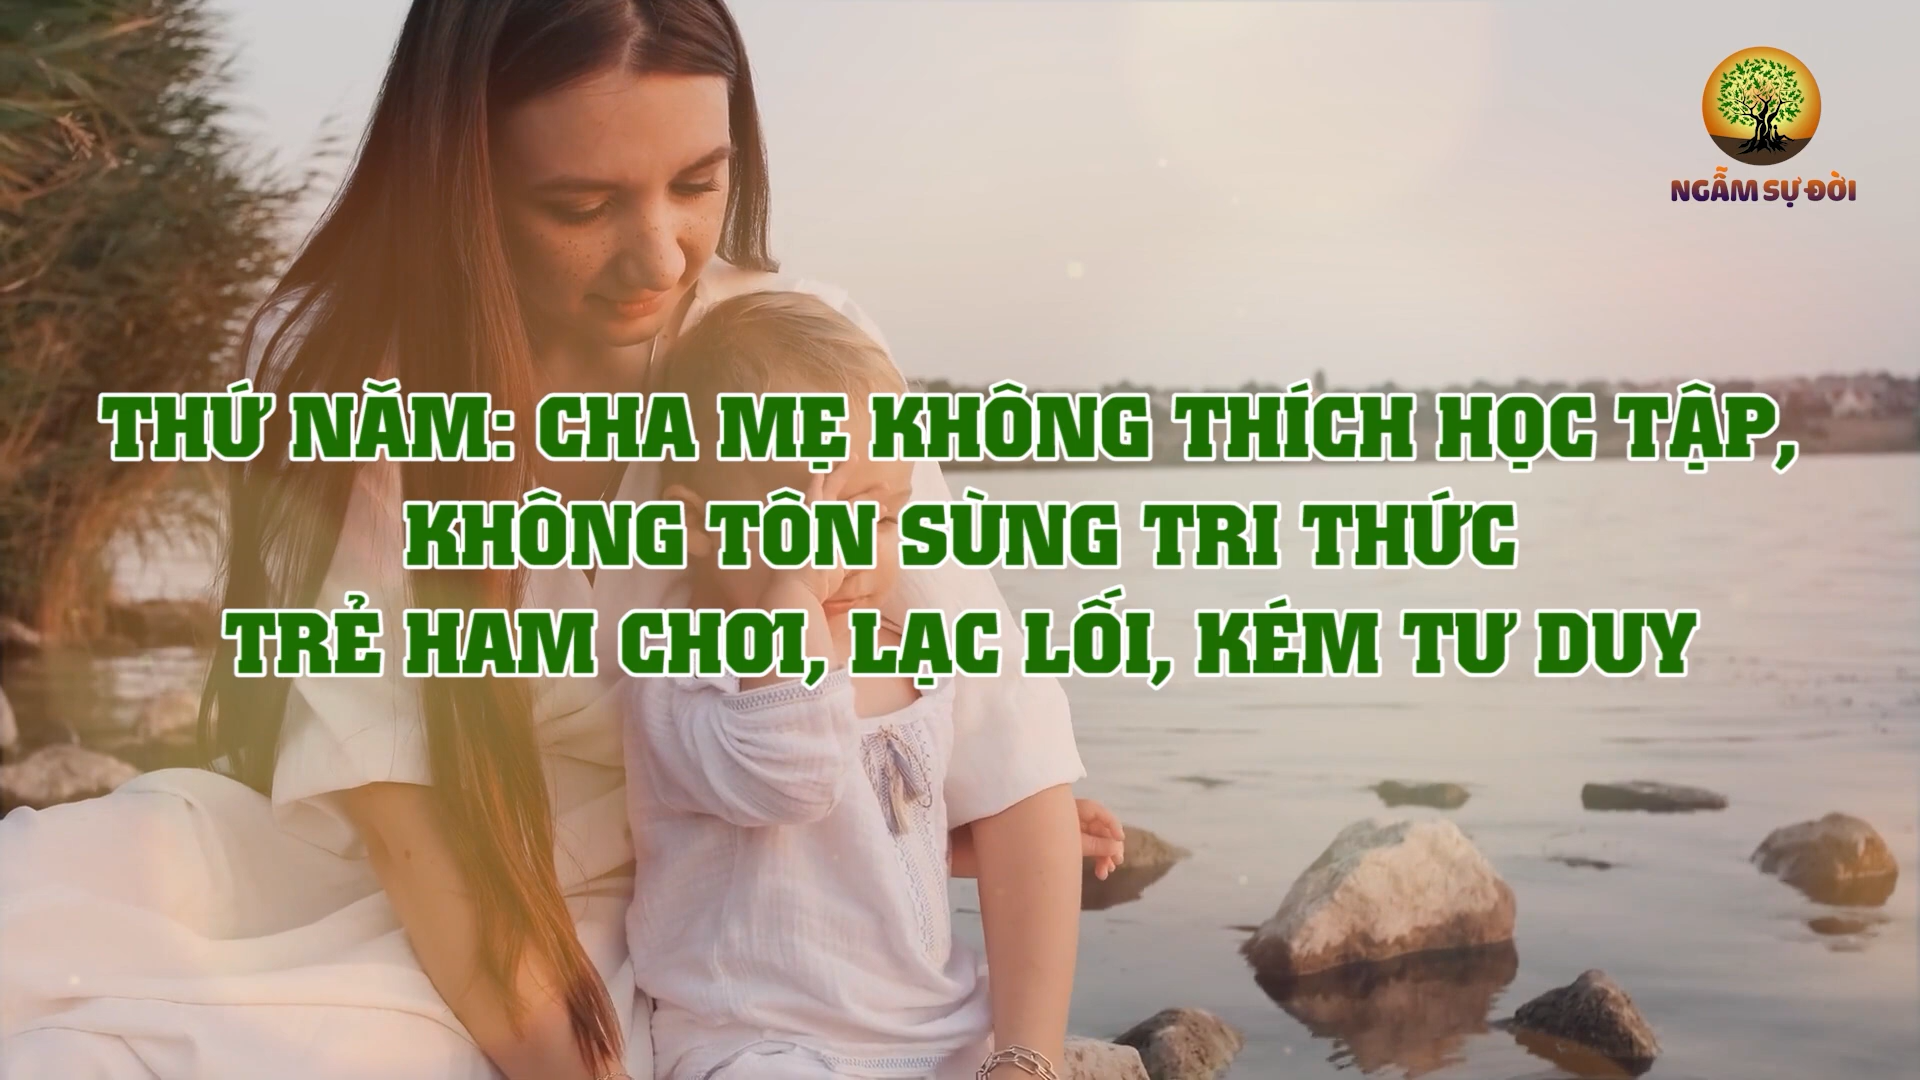 NGẪM SỰ ĐỜI
THỨ NĂM: CHA MẸ KHÔNG THÍCH HỌC TẬP,
KHÔNG TÔN SÙNG TRI THỨC
TRẺ HAM CHƠI, LẠC LỐI, KÉM TƯ DUY